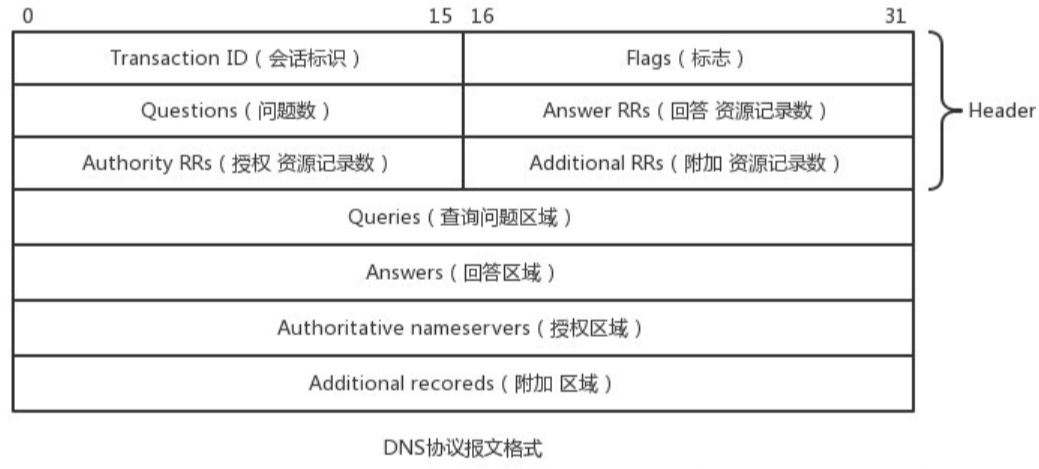 0 15 16 31
Transaction ID ( 会话标识 ) Flags ( 标志 )
Questions ( 问题数 ) Answer RRs ( 回答 资源记录数 ) Header
Authority RRs ( 授权 资源记录数 ) Additional RRs ( 附加 资源记录数 )
Queries ( 查询问题区域 )
Answers ( 回答区域 )
Authoritative nameservers ( 授权区域 )
Additional recoreds ( 附加 区域 )
DNS协议报文格式